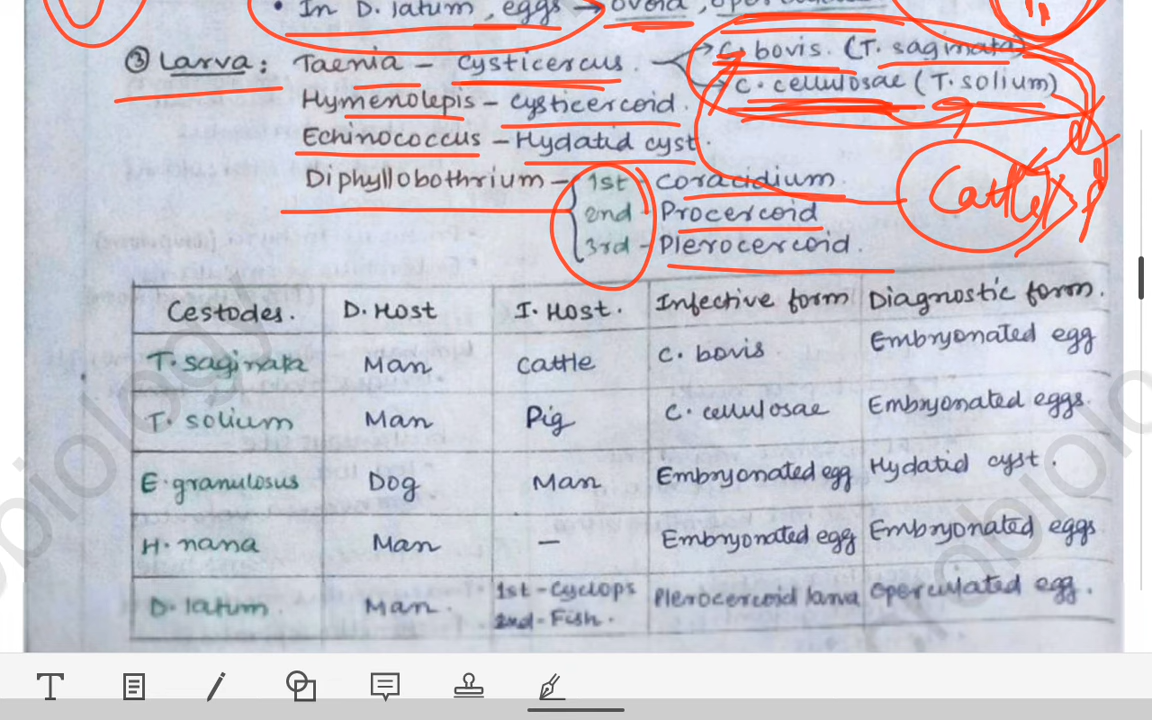 • In D. latum, eggs → ovoid, operculated
③ Larva: Taenia - Cysticercus → C. bovis. (T. saginata)
→ C. cellulosae (T. solium)
Hymenolepis - Cysticercoid.
Echinococcus - Hydatid cyst.
Diphyllobothrium - 1st - Coracidium.
2nd - Procercoid
3rd - Plerocercoid.
Cattle
Cestodes. D. Host I. Host. Infective form Diagnostic form.
T. saginata Man Cattle C. bovis Embryonated egg
T. solium Man Pig C. cellulosae Embryonated eggs.
E. granulosus Dog Man Embryonated egg Hydatid cyst.
H. nana Man - Embryonated egg Embryonated eggs
D. latum. Man. 1st - Cyclops 2nd - Fish. Plerocercoid larva Operculated egg.